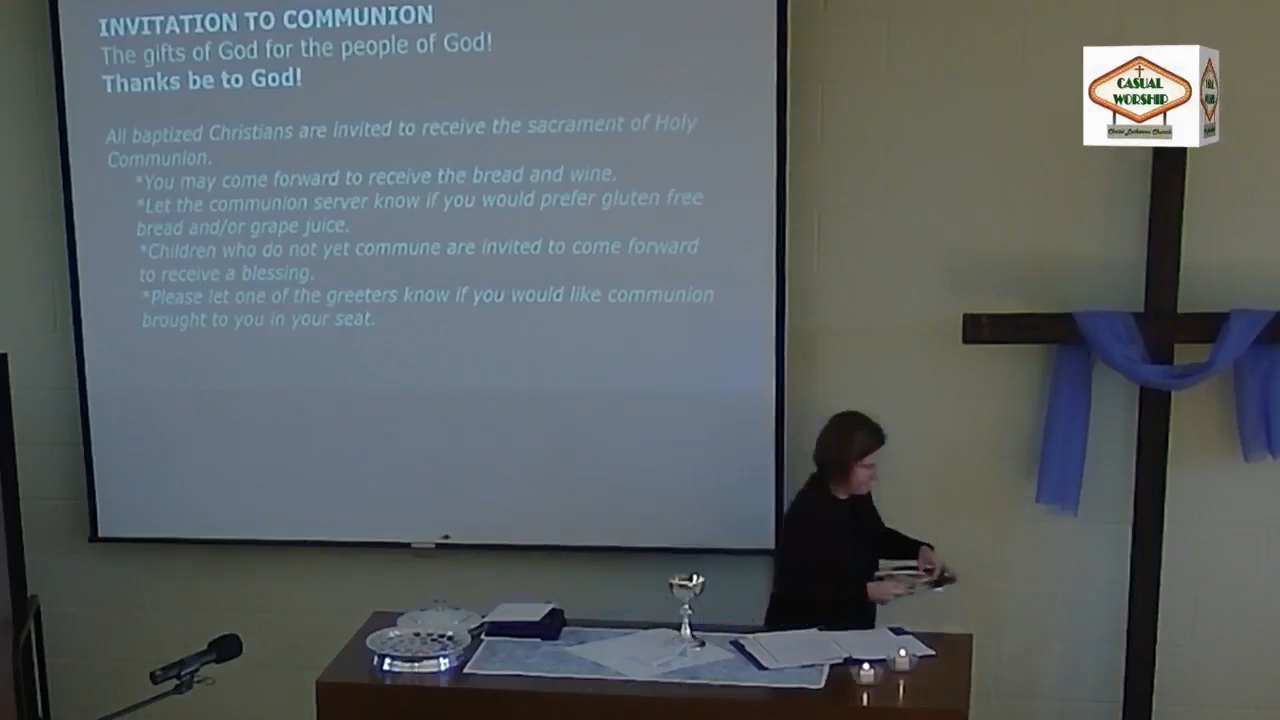 INVITATION TO COMMUNION
The gifts of God for the people of God!
Thanks be to God!
All baptized Christians are invited to receive the sacrament of Holy
Communion.
*You may come forward to receive the bread and wine.
*Let the communion server know if you would prefer gluten free
bread and/or grape juice.
*Children who do not yet commune are invited to come forward
to receive a blessing.
*Please let one of the greeters know if you would like communion
brought to you in your seat.
CASUAL
WORSHIP
Christ Lutheran Church